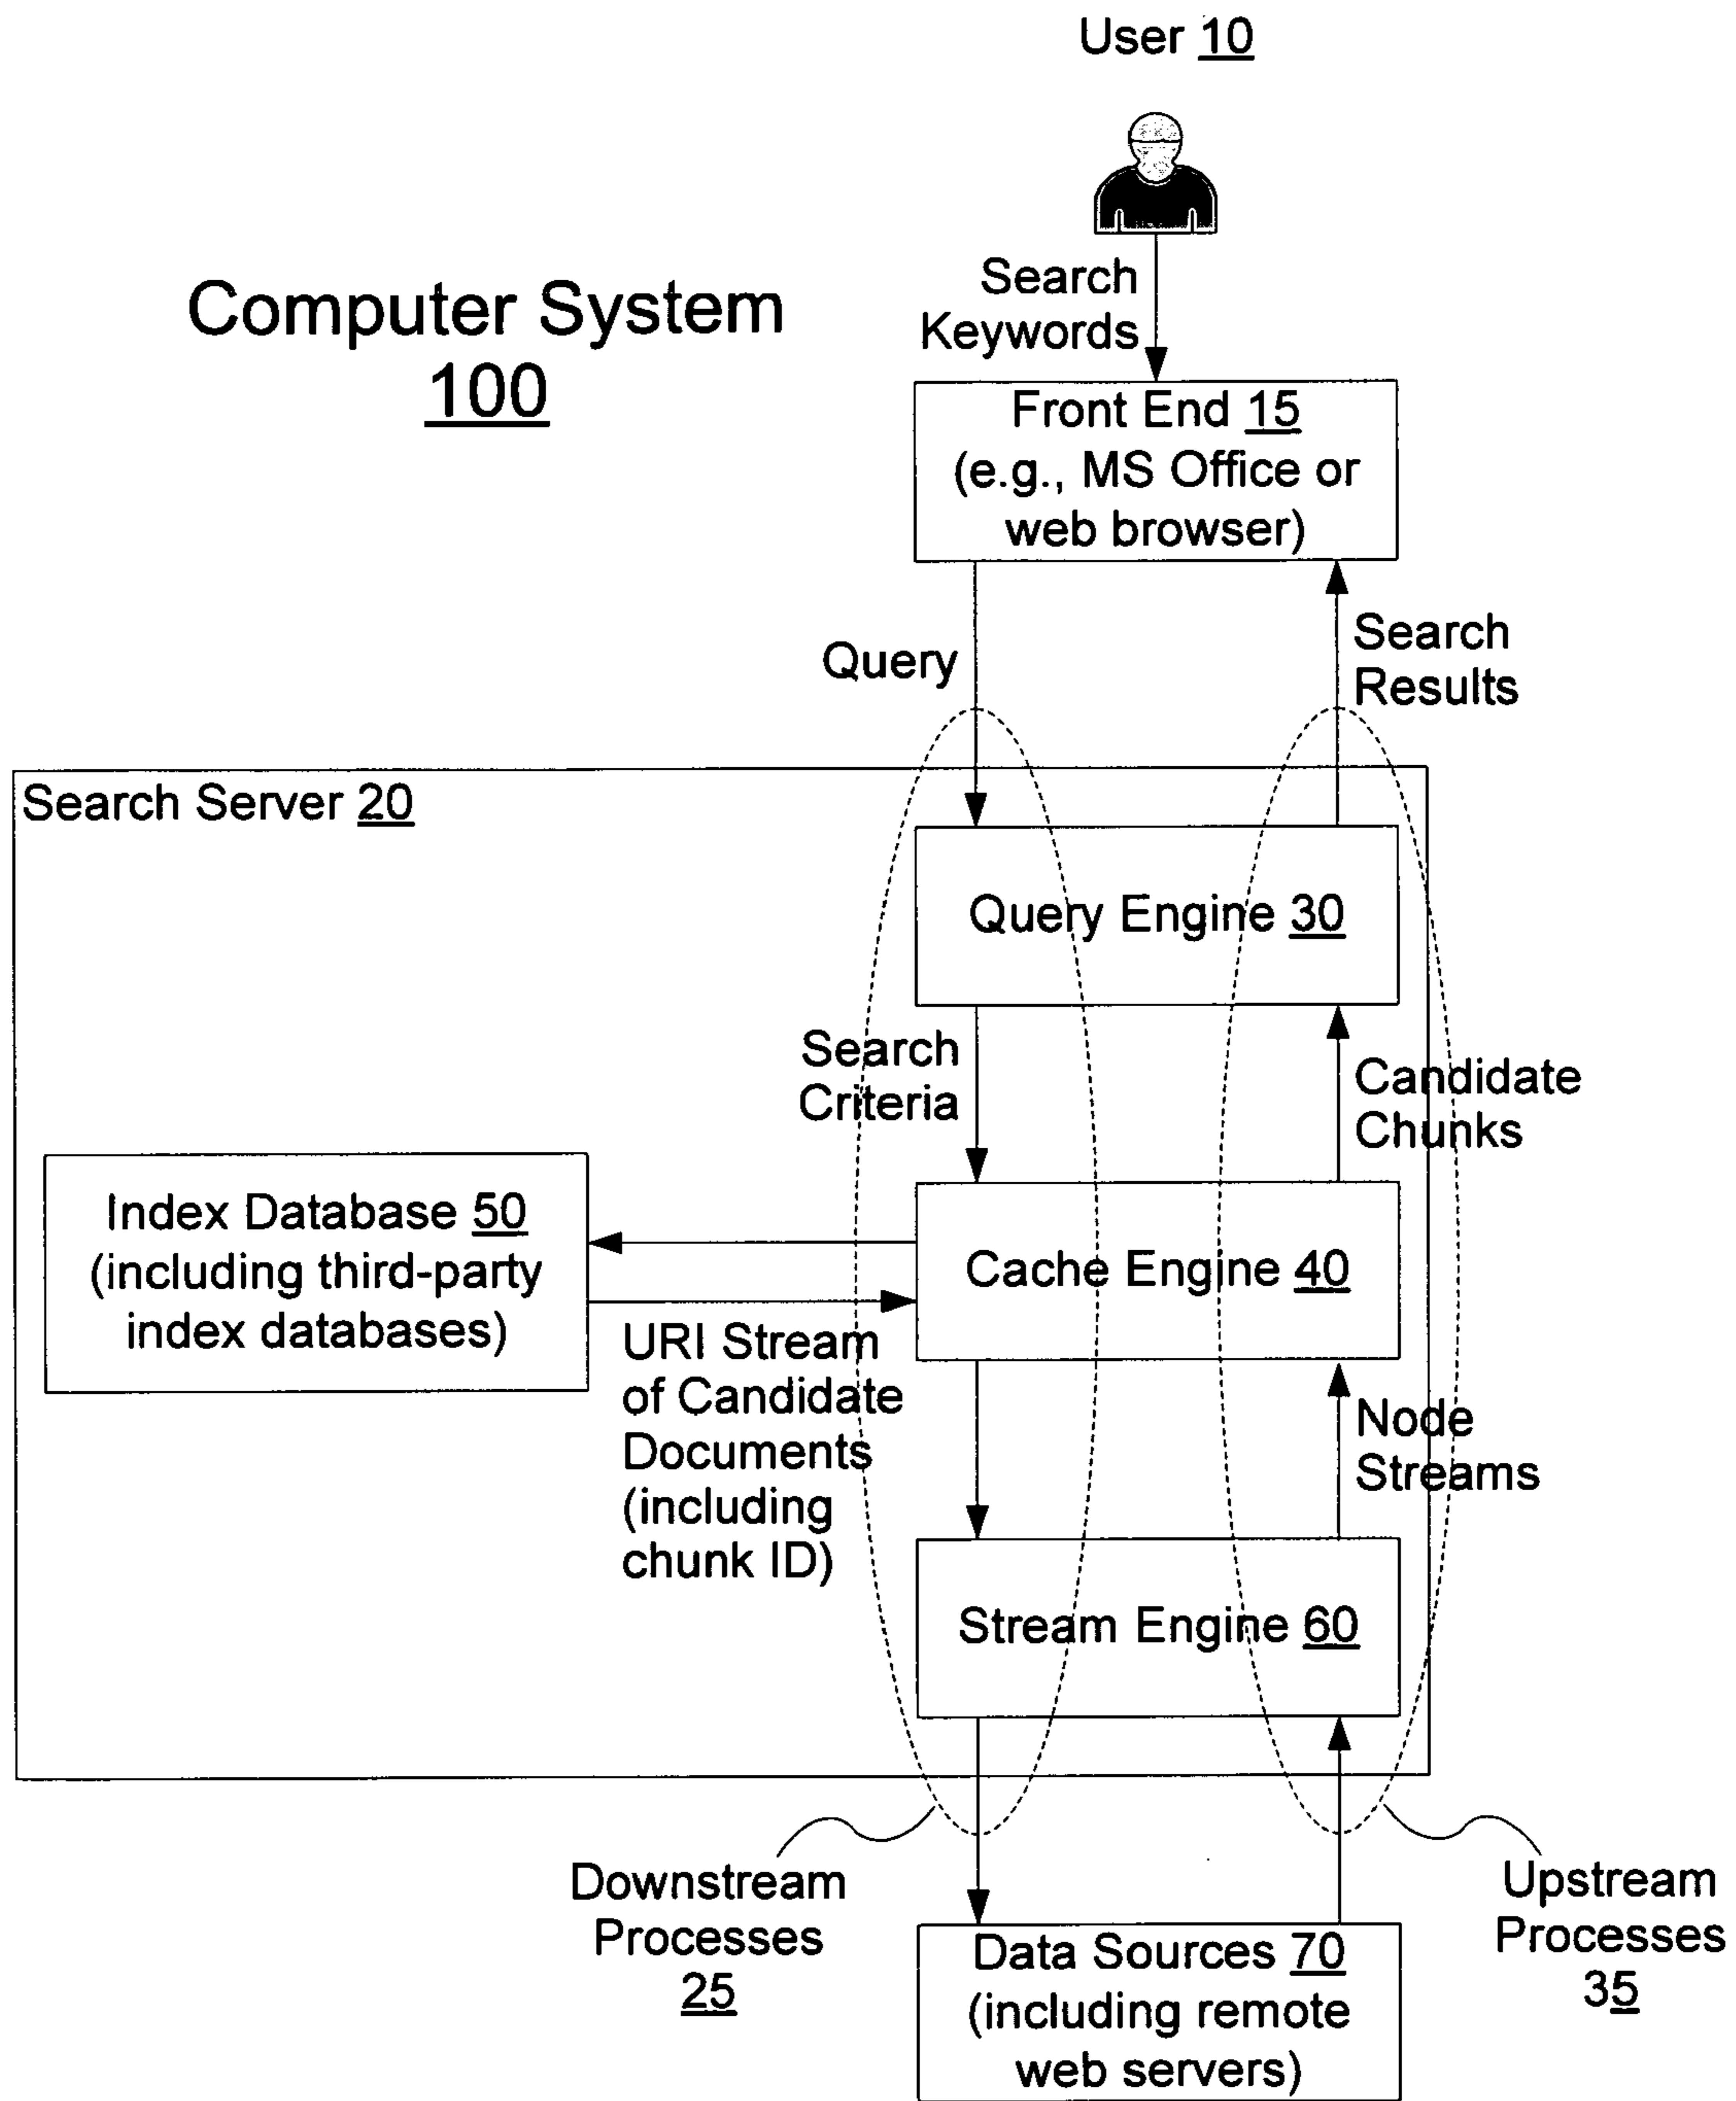 User 10
Computer System
100
Search
Keywords
Front End 15
(e.g., MS Office or
web browser)
Query
Search
Results
Search Server 20
Query Engine 30
Search
Criteria
Candidate
Chunks
Index Database 50
(including third-party
index databases)
Cache Engine 40
URI Stream
of Candidate
Documents
(including
chunk ID)
Node
Streams
Stream Engine 60
Downstream
Processes
25
Upstream
Processes
35
Data Sources 70
(including remote
web servers)